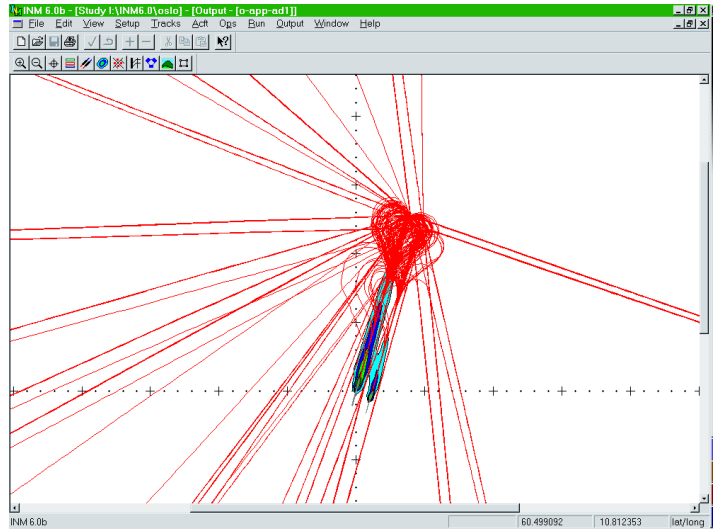 INM 6.0b - [Study I:\INM6.0\oslo] - [Output - [o-app-ad1]]
File Edit View Setup Tracks Acft Ops Run Output Window Help
INM 6.0b 60.499092 10.812353 lat/long